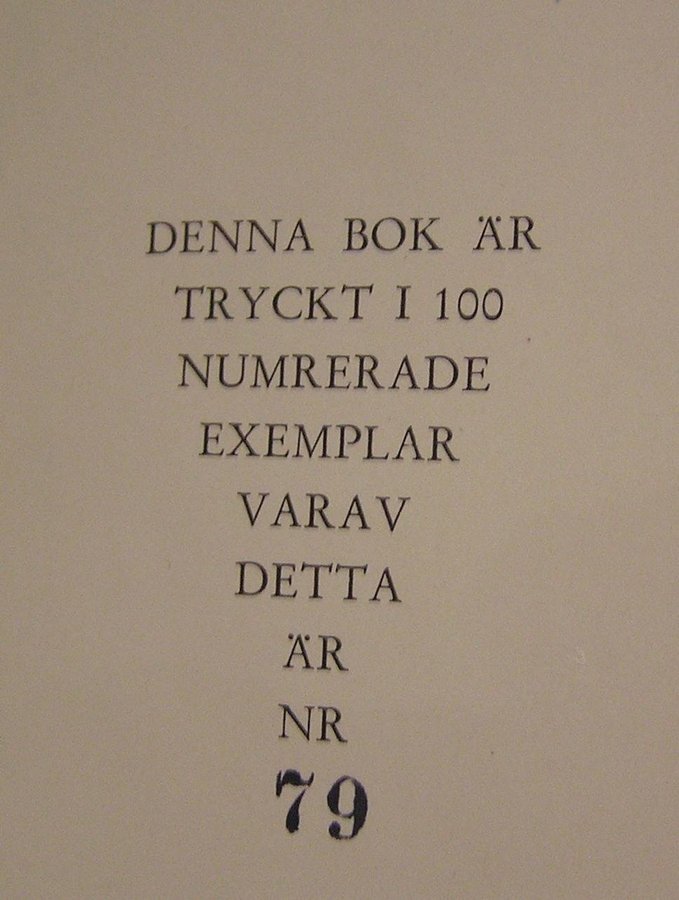 DENNA BOK ÄR
TRYCKT I 100
NUMRERADE
EXEMPLAR
VARAV
DETTA
ÄR
NR
79